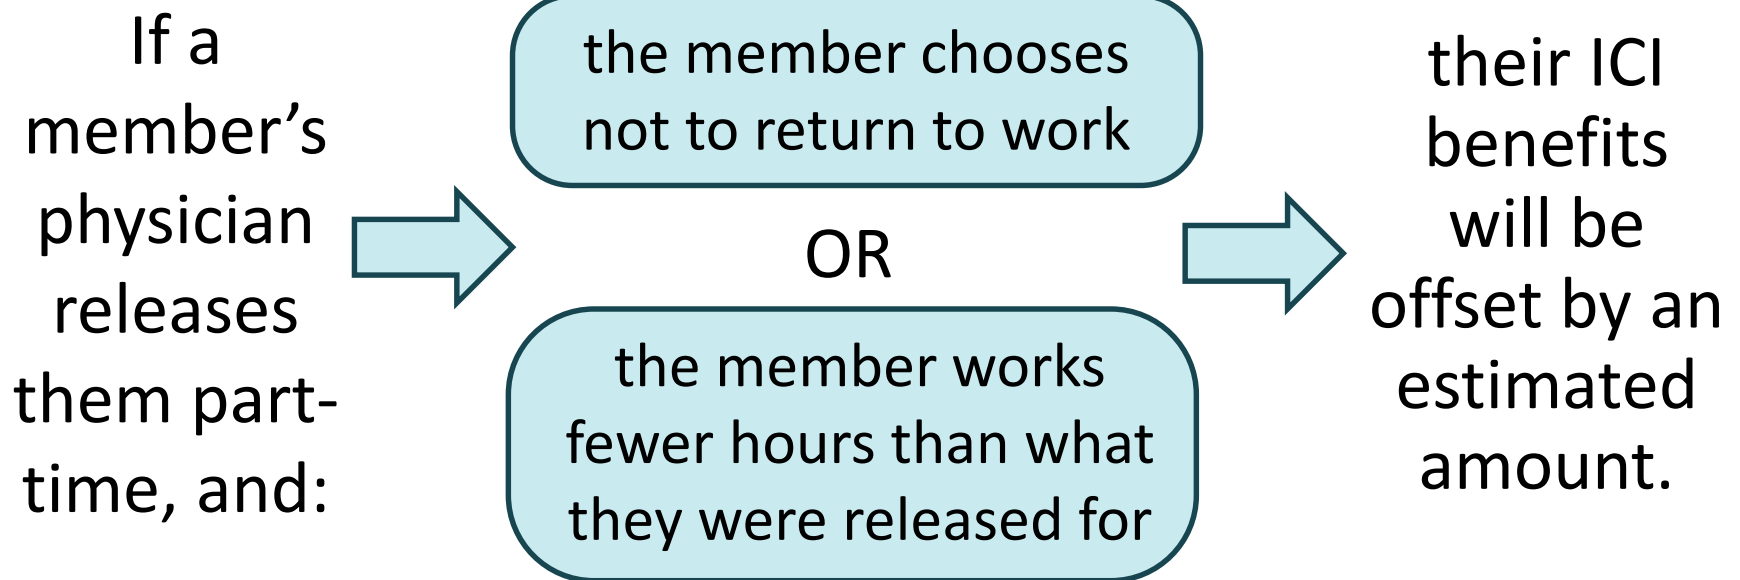 If a
member’s
physician
releases
them part-
time, and:
the member chooses
not to return to work
OR
the member works
fewer hours than what
they were released for
their ICI
benefits
will be
offset by an
estimated
amount.